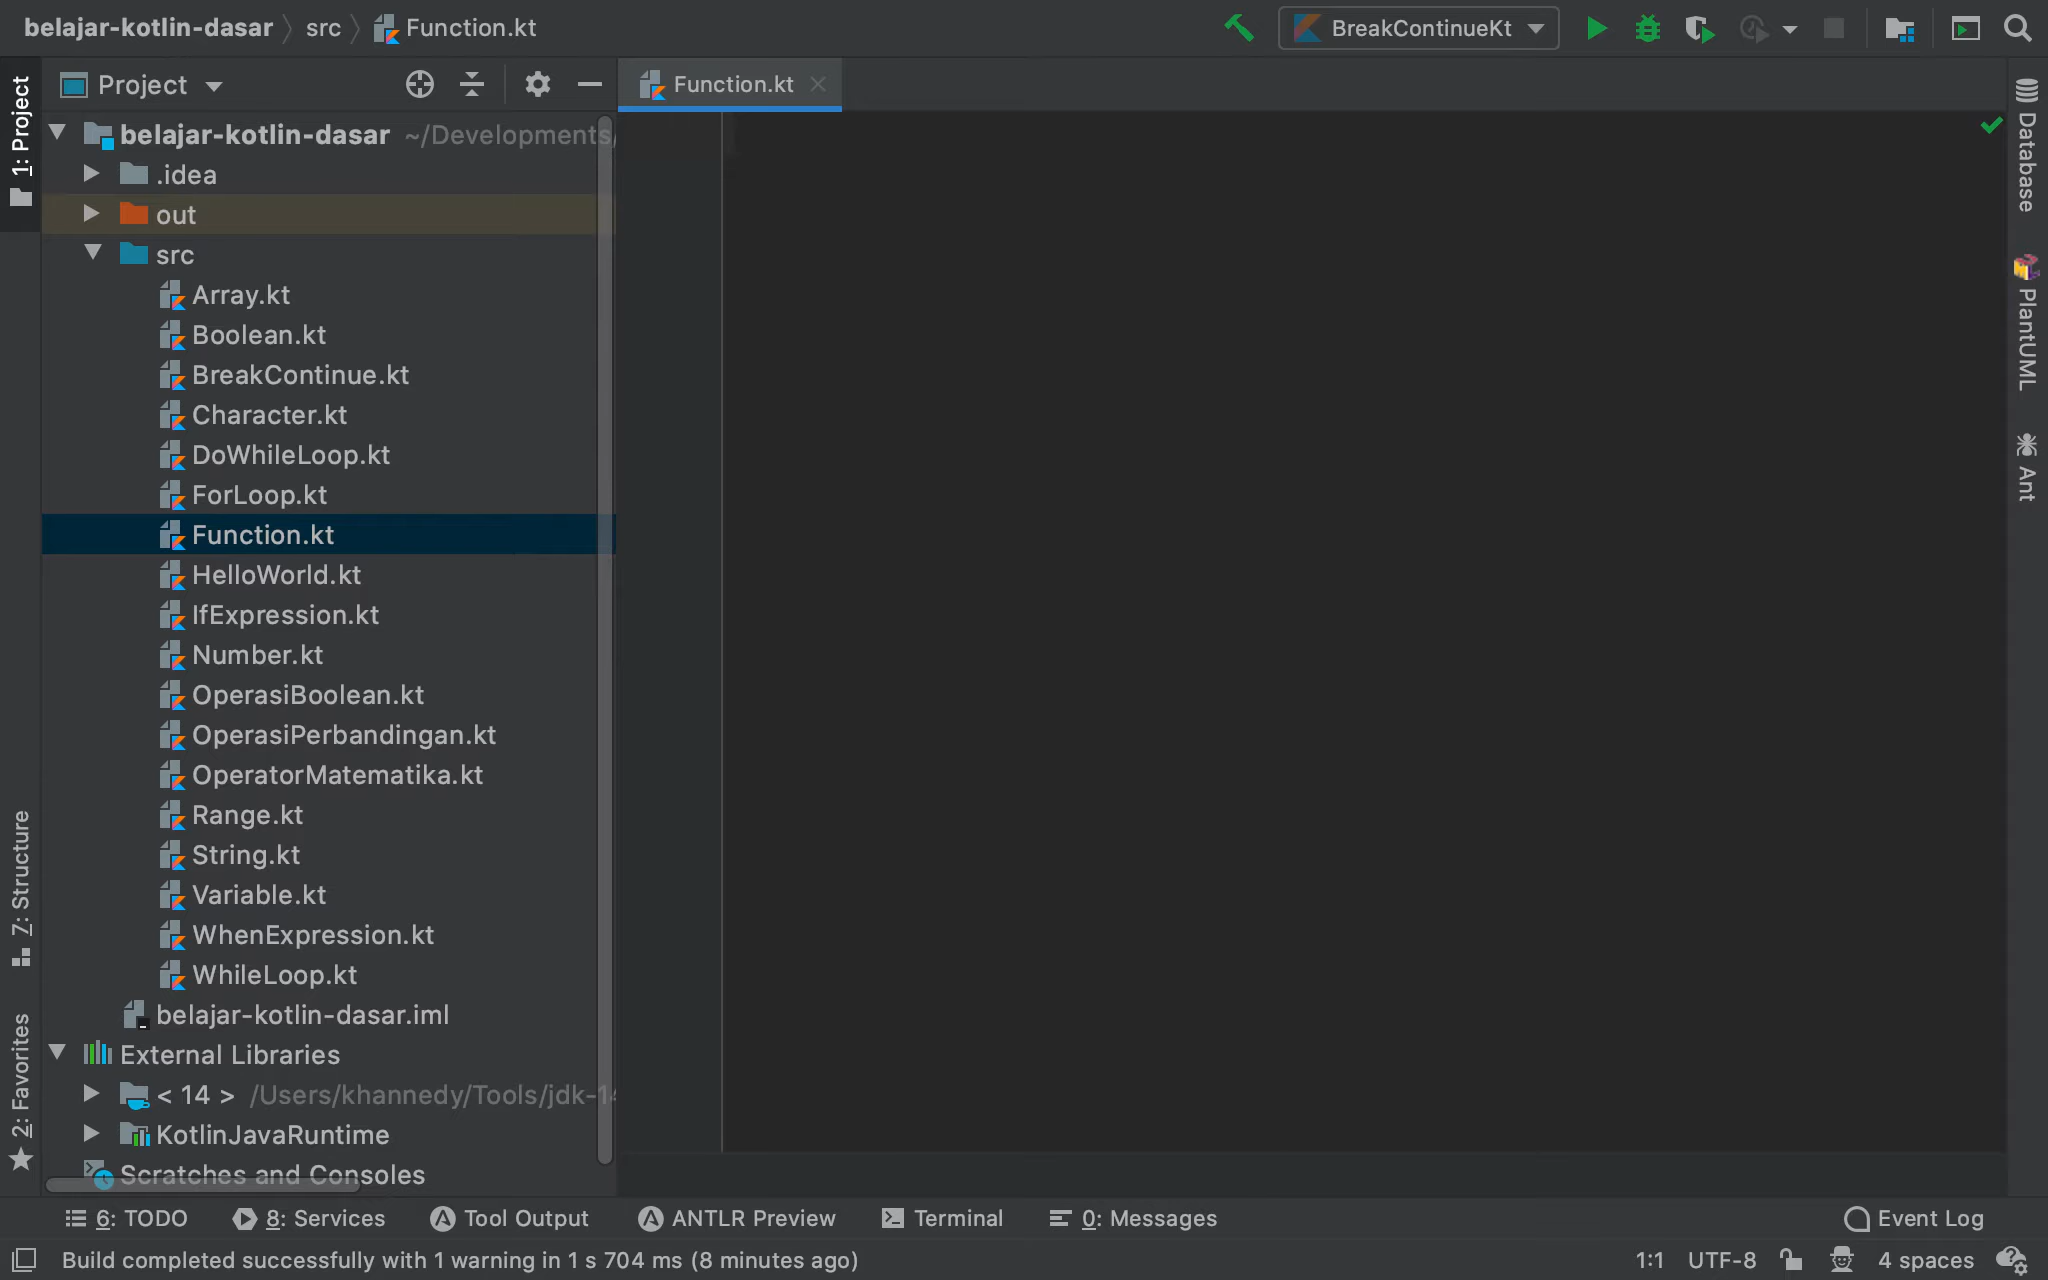 belajar-kotlin-dasar src Function.kt
BreakContinueKt
Project
Function.kt
1: Project
7: Structure
2: Favorites
belajar-kotlin-dasar ~/Developments/
.idea
out
src
Array.kt
Boolean.kt
BreakContinue.kt
Character.kt
DoWhileLoop.kt
ForLoop.kt
Function.kt
HelloWorld.kt
IfExpression.kt
Number.kt
OperasiBoolean.kt
OperasiPerbandingan.kt
OperatorMatematika.kt
Range.kt
String.kt
Variable.kt
WhenExpression.kt
WhileLoop.kt
belajar-kotlin-dasar.iml
External Libraries
< 14 > /Users/khannedy/Tools/jdk-14
KotlinJavaRuntime
Scratches and Consoles
Database
PlantUML
Ant
6: TODO
8: Services
Tool Output
ANTLR Preview
Terminal
0: Messages
Event Log
Build completed successfully with 1 warning in 1 s 704 ms (8 minutes ago)
1:1 UTF-8 4 spaces